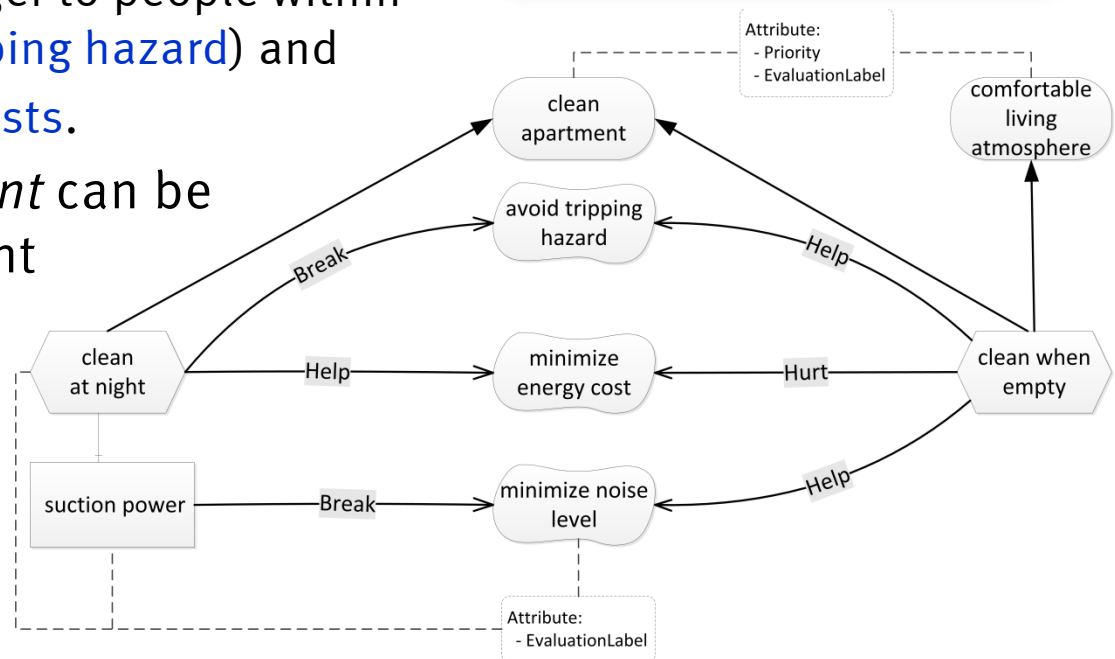 ping hazard) and
sts.
nt can be
nt
Attribute:
- Priority
- EvaluationLabel
clean
apartment
comfortable
living
atmosphere
avoid tripping
hazard
Break
Help
clean
at night
Help
minimize
energy cost
Hurt
clean when
empty
suction power
Break
minimize noise
level
Help
Attribute:
- EvaluationLabel